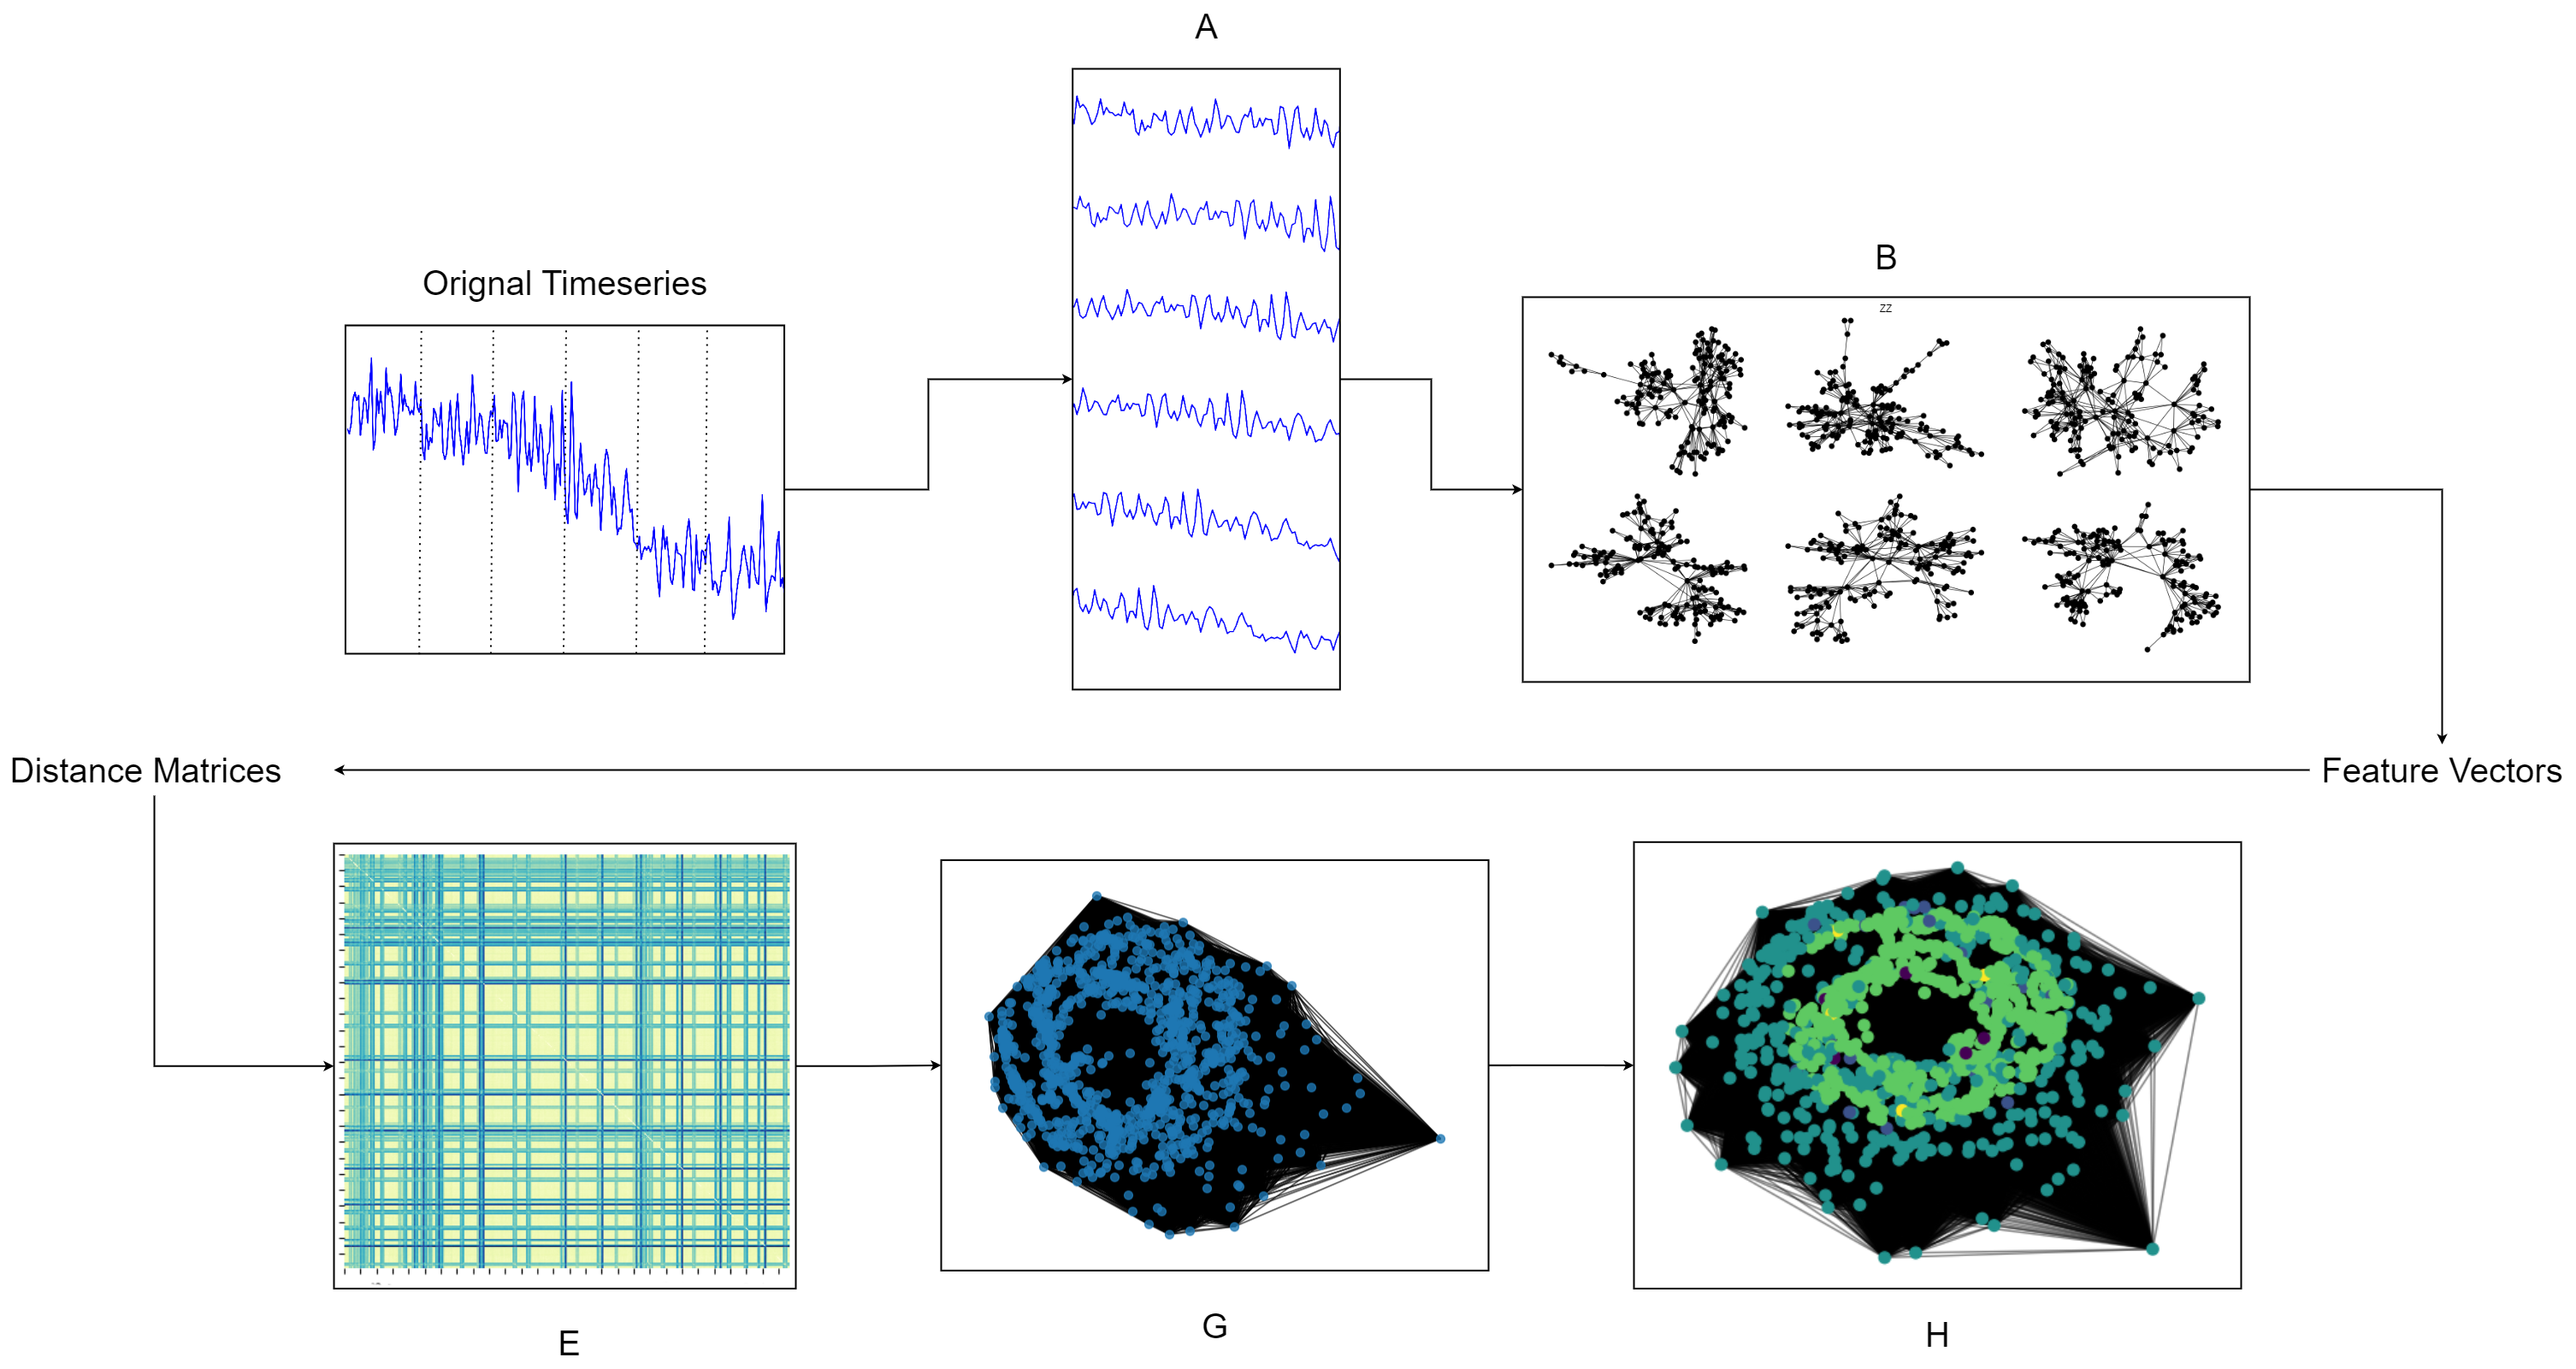 A
Orignal Timeseries
B
ZZ
Distance Matrices
Feature Vectors
E
G
H